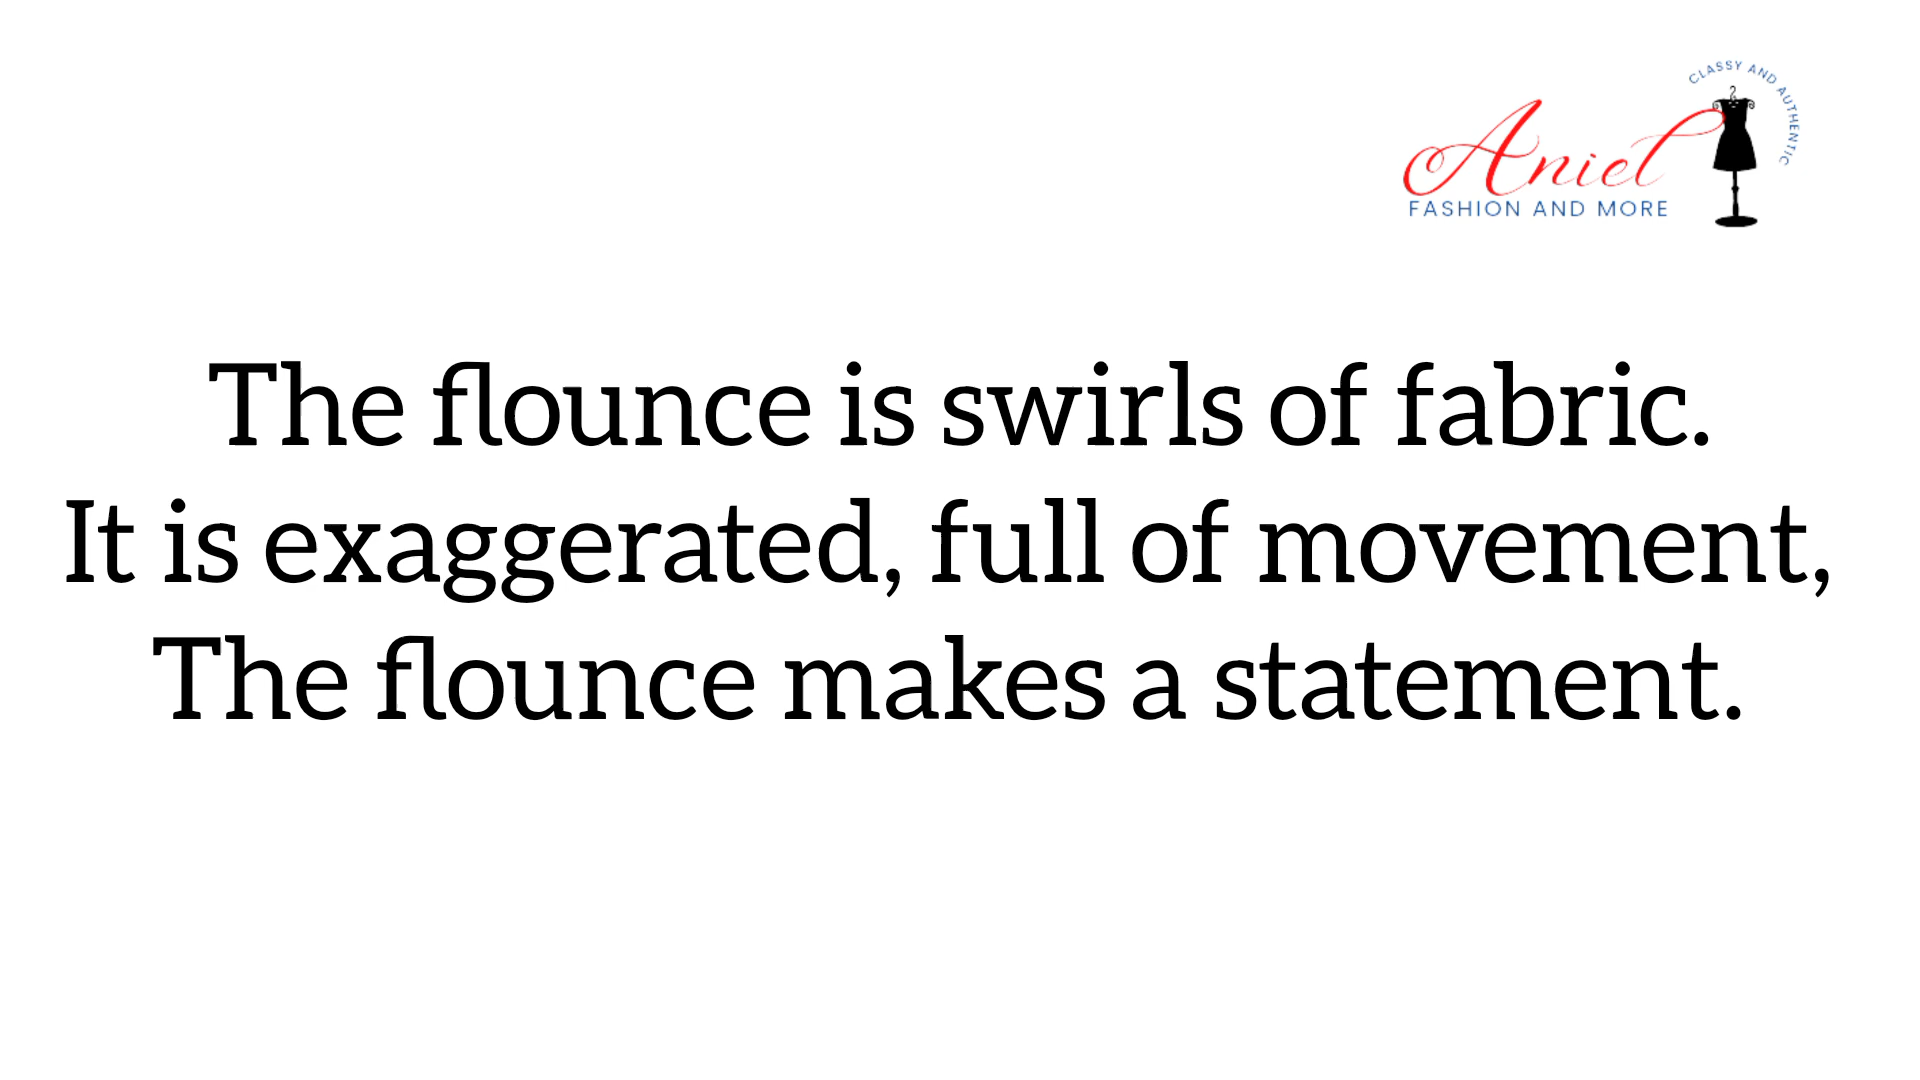 CLASSY AND AUTHENTIC
Aniel
FASHION AND MORE
The flounce is swirls of fabric.
It is exaggerated, full of movement,
The flounce makes a statement.